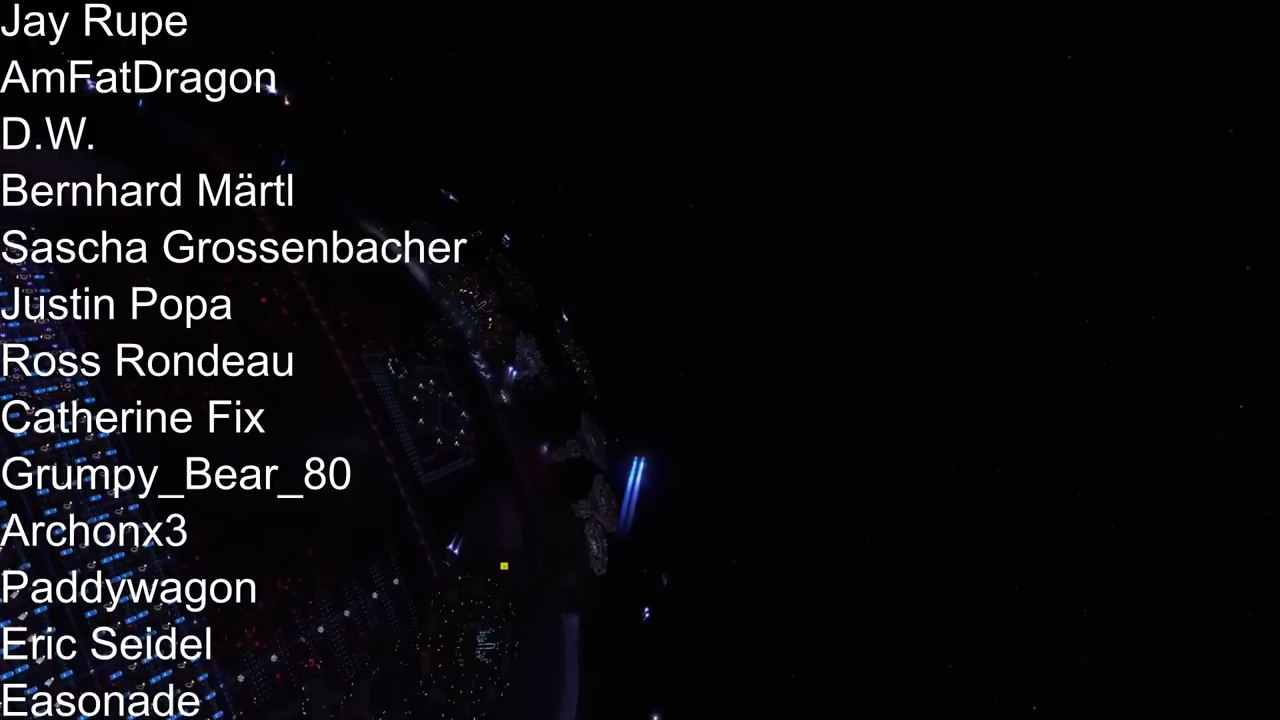 Jay Rupe
AmFatDragon
D.W.
Bernhard Märtl
Sascha Grossenbacher
Justin Popa
Ross Rondeau
Catherine Fix
Grumpy_Bear_80
Archonx3
Paddywagon
Eric Seidel
Easonade